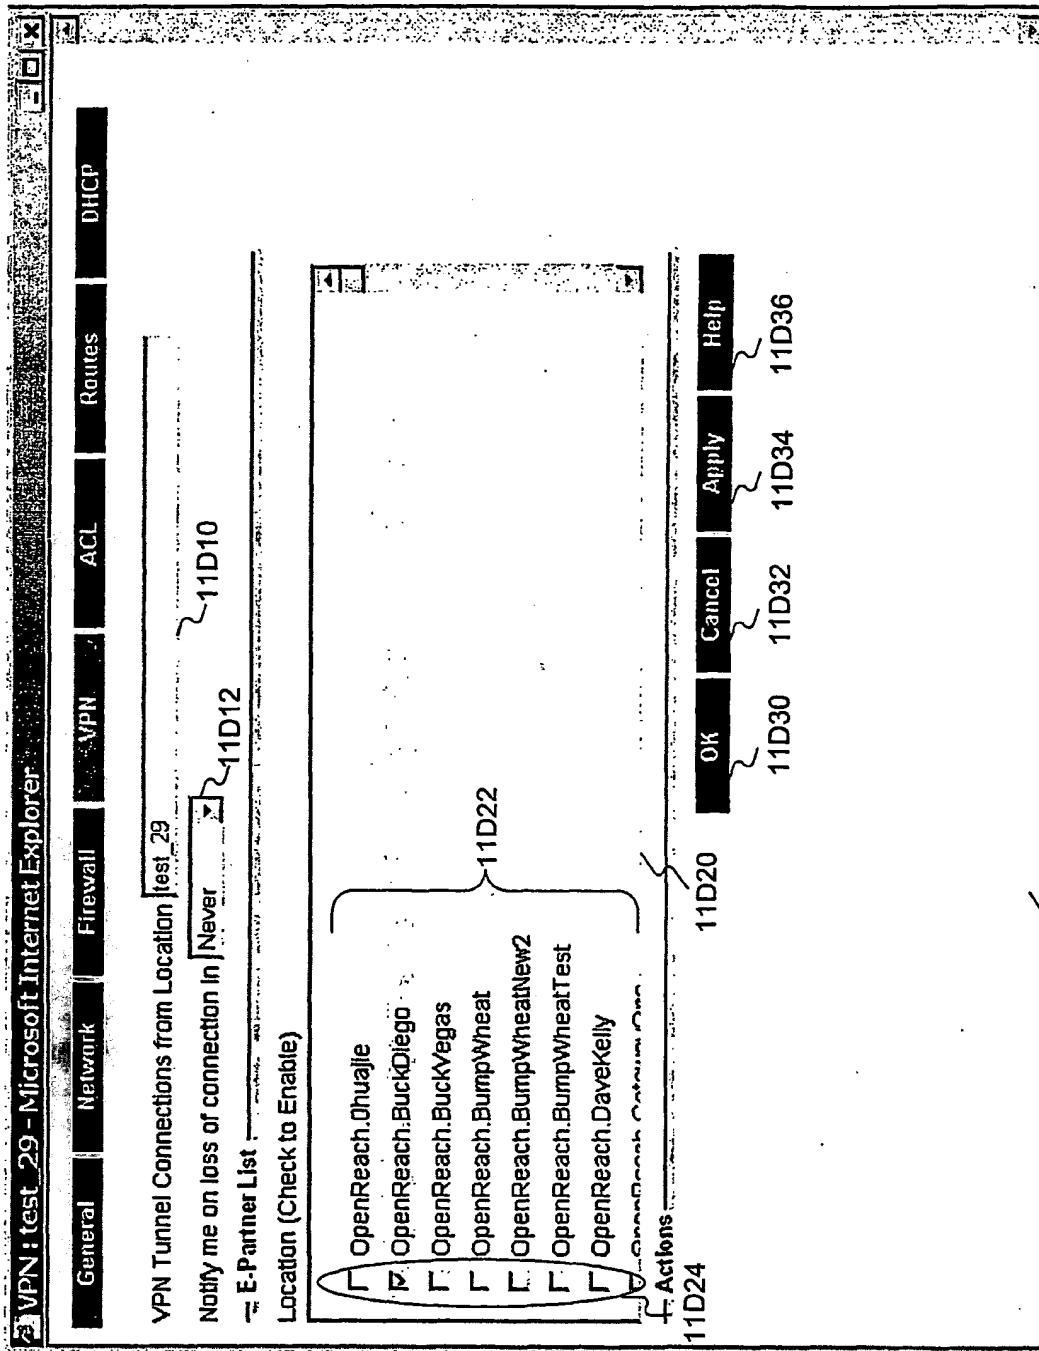 VPN : test_29 - Microsoft Internet Explorer
General Network Firewall VPN ACL Routes DHCP
VPN Tunnel Connections from Location test_29
11D10
Notify me on loss of connection in Never
11D12
E-Partner List
Location (Check to Enable)
OpenReach.0huajie
OpenReach.BuckDiego
OpenReach.BuckVegas
OpenReach.BumpWheat
OpenReach.BumpWheatNew2
OpenReach.BumpWheatTest
OpenReach.DaveKelly
11D22
Actions
11D24
11D20
OK Cancel Apply Help
11D30 11D32 11D34 11D36